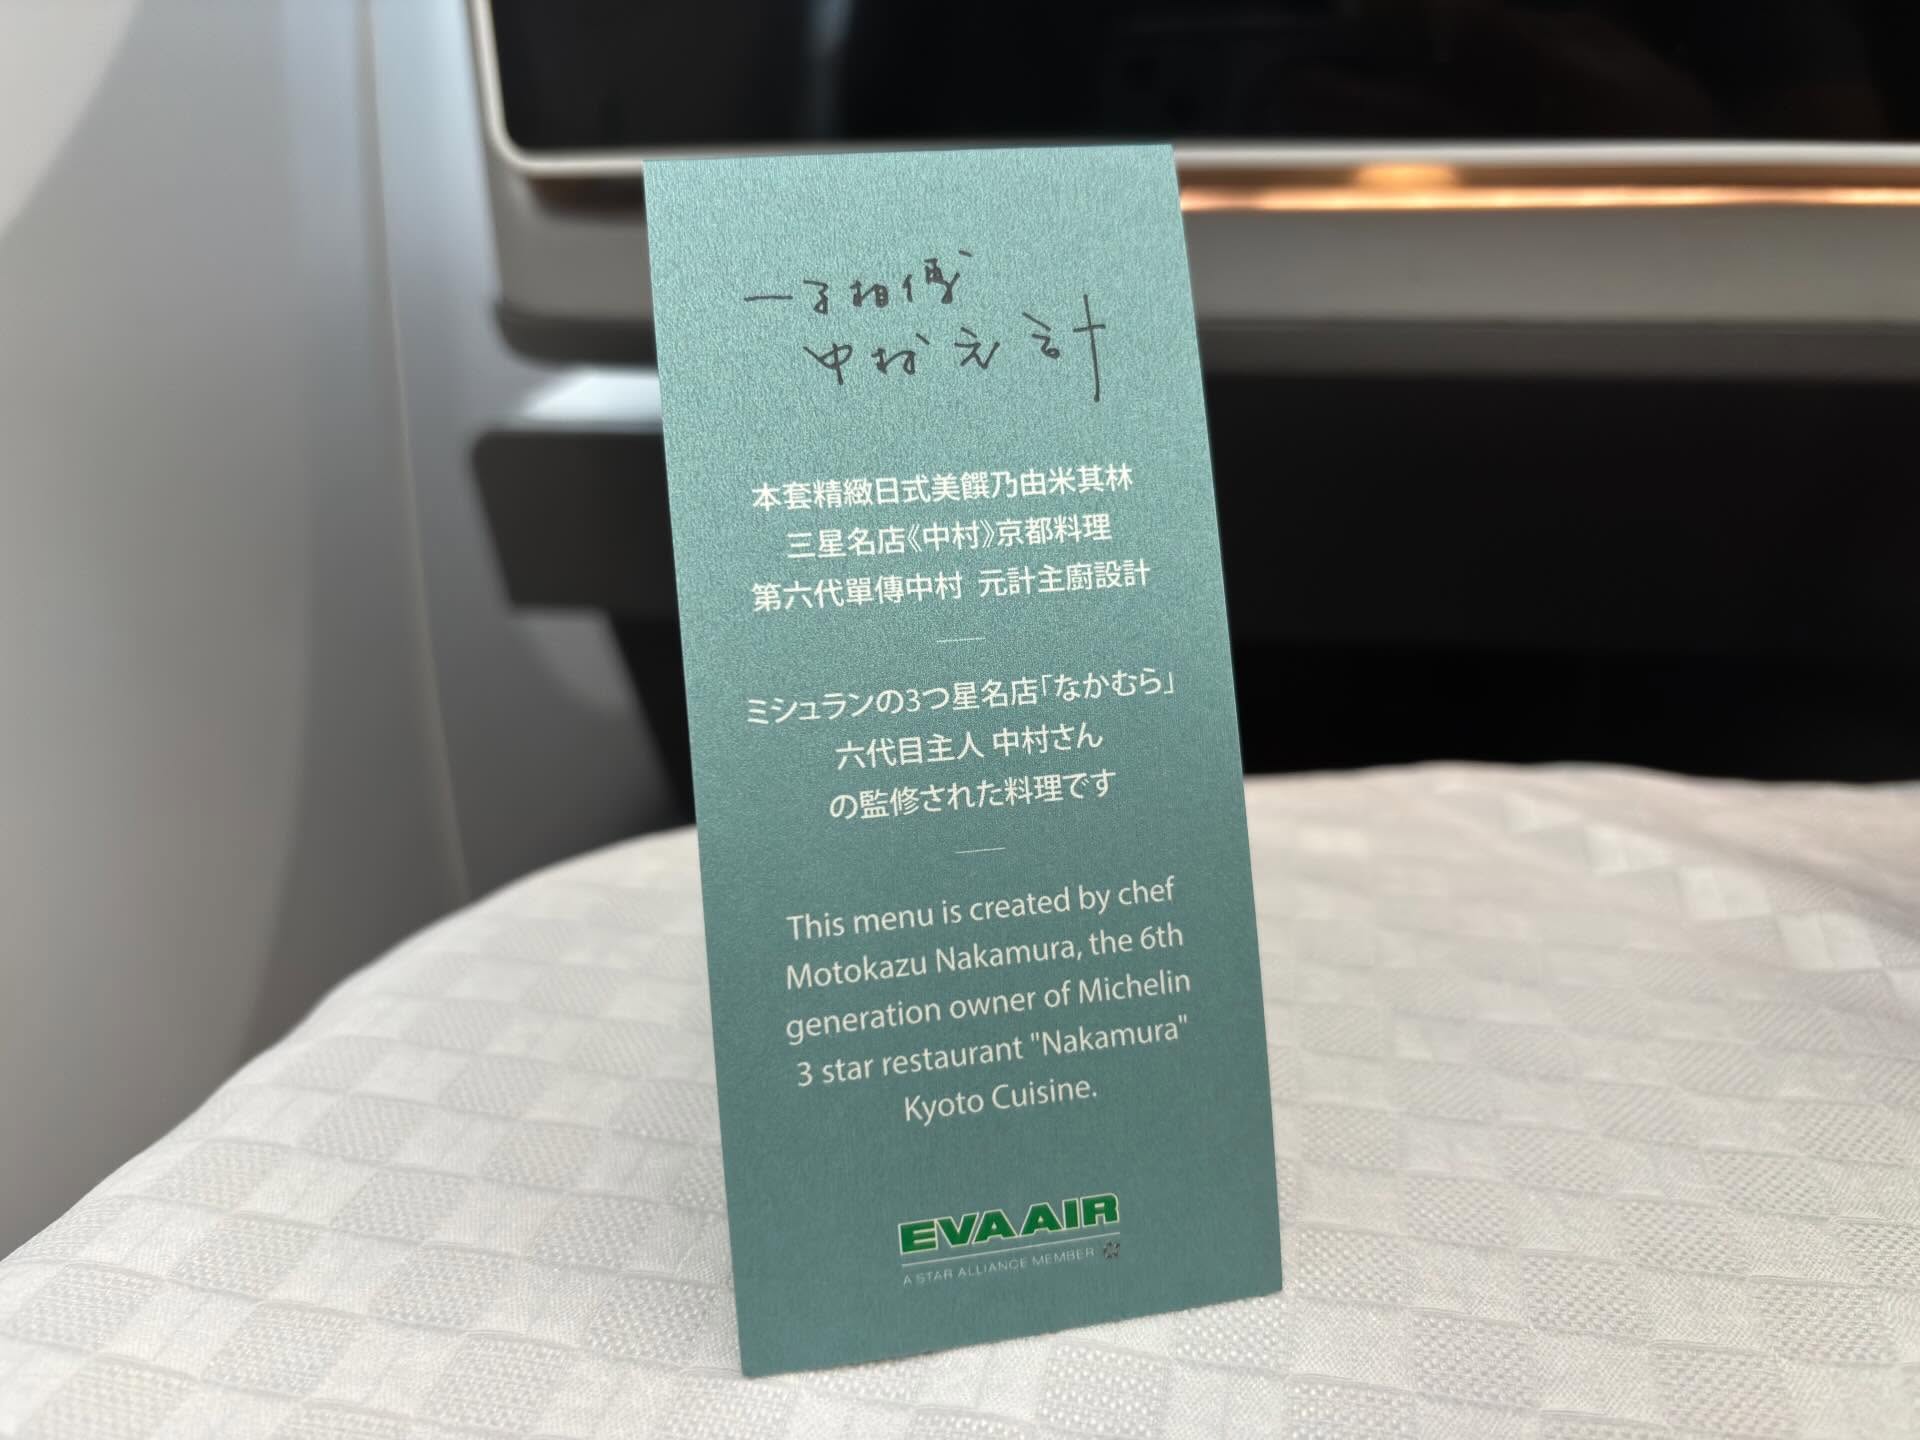 一子相傳
中村元計
本套精緻日式美饌乃由米其林
三星名店《中村》京都料理
第六代單傳中村 元計主廚設計
ミシュランの3つ星名店「なかむら」
六代目主人 中村さん
の監修された料理です
This menu is created by chef
Motokazu Nakamura, the 6th
generation owner of Michelin
3 star restaurant "Nakamura"
Kyoto Cuisine.
EVA AIR
A STAR ALLIANCE MEMBER